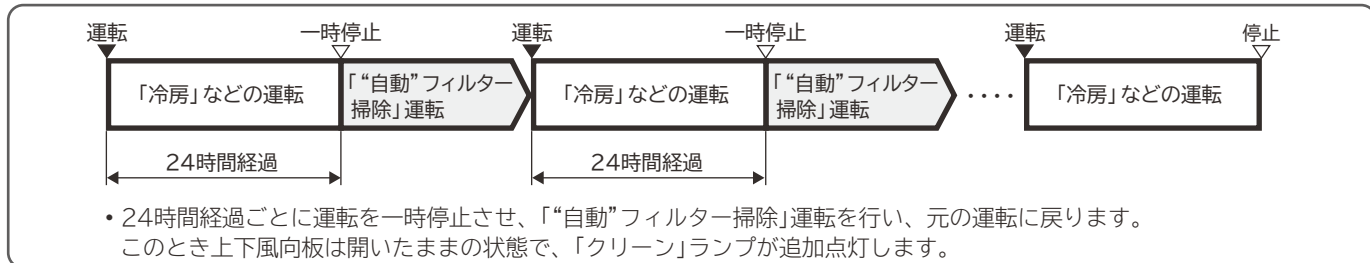 運転 一時停止 運転 一時停止 運転 停止
「冷房」などの運転 「“自動”フィルター 「冷房」などの運転 「“自動”フィルター ‥‥ 「冷房」などの運転
掃除」運転 掃除」運転
24時間経過 24時間経過
• 24時間経過ごとに運転を一時停止させ、「“自動”フィルター掃除」運転を行い、元の運転に戻ります。
このとき上下風向板は開いたままの状態で、「クリーン」ランプが追加点灯します。